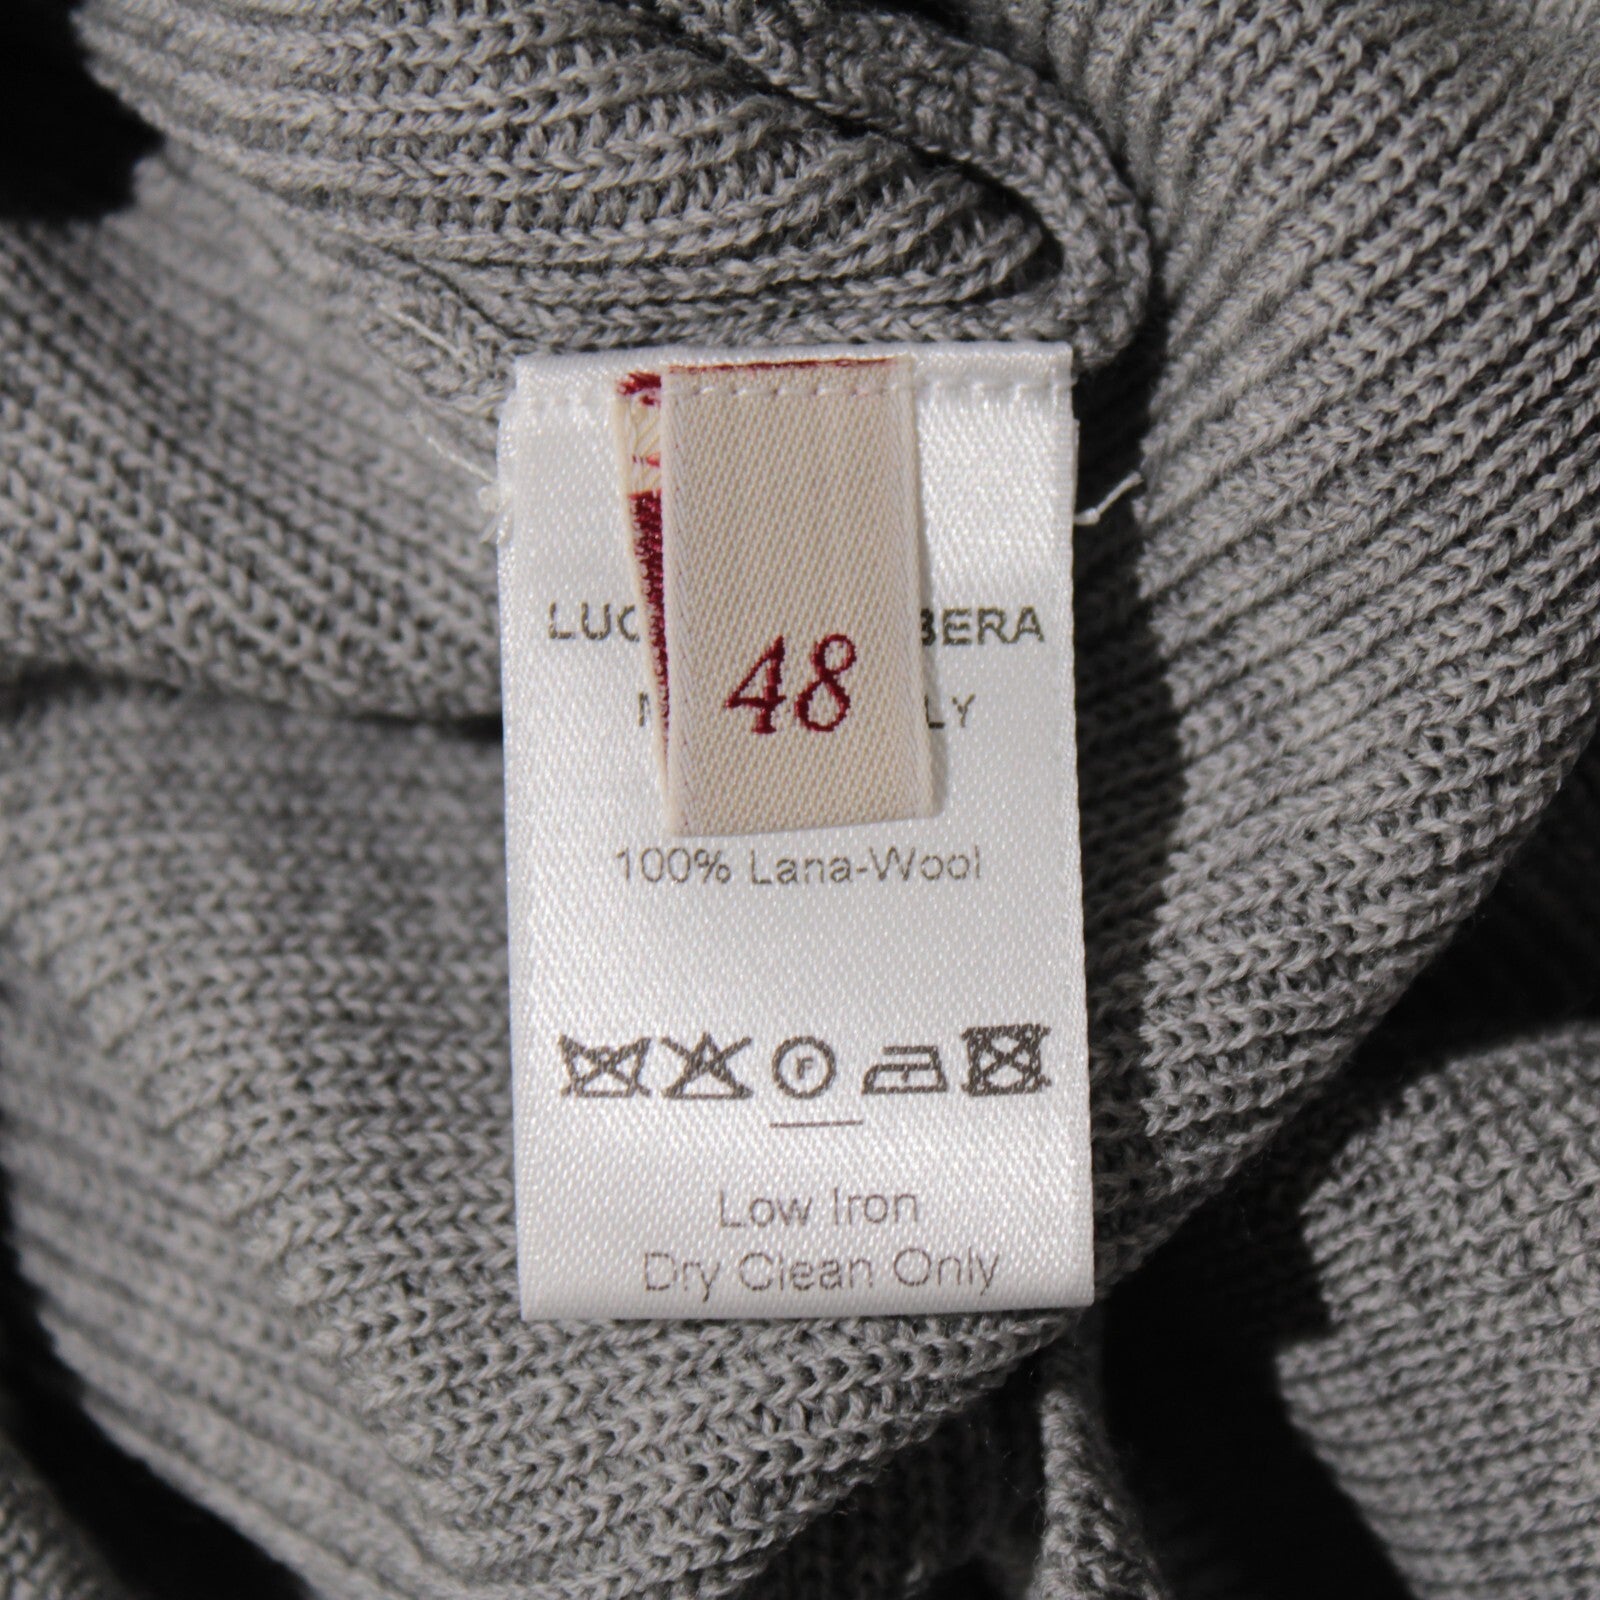 48
100% Lana-Wool
F
Low Iron
Dry Clean Only